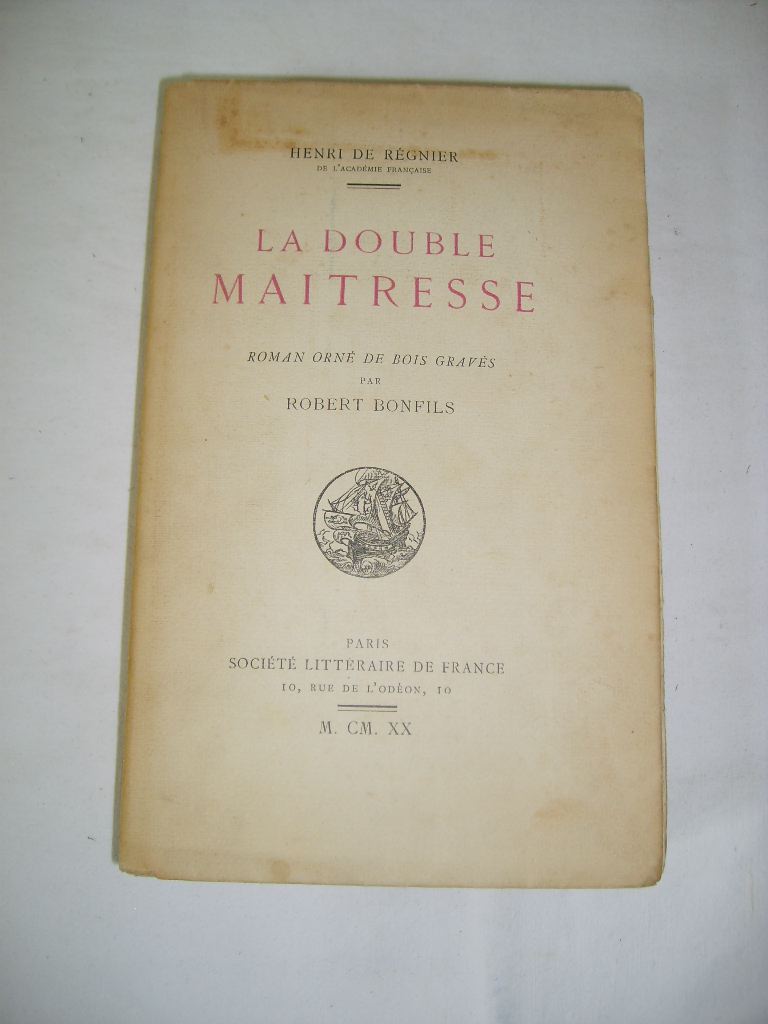 HENRI DE RÉGNIER
DE L'ACADÉMIE FRANÇAISE
LA DOUBLE
MAITRESSE
ROMAN ORNÉ DE BOIS GRAVÉS
PAR
ROBERT BONFILS
PARIS
SOCIÉTÉ LITTÉRAIRE DE FRANCE
10, RUE DE L'ODÉON, 10
M. CM. XX